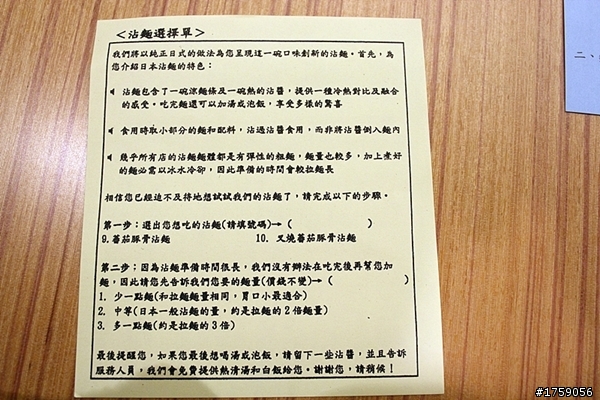 ＜沾麵選擇單＞
我們將以純正日式的做法為您呈現這一碗口味創新的沾麵。首先，為
您介紹日本沾麵的特色：
沾麵包含了一碗涼麵條及一碗熱的沾醬，提供一種冷熱對比及融合
的感受。吃完麵還可以加湯或泡飯，享受多樣的驚喜
食用時取小部分的麵和配料，沾過沾醬食用，而非將沾醬倒入麵內
幾乎所有店的沾麵麵體都是有彈性的粗麵，麵量也較多，加上煮好
的麵必需以冰水冷卻，因此準備的時間會較拉麵長
相信您已經迫不及待地想試試我們的沾麵了，請完成以下的步驟。
第一步：選出您想吃的沾麵(請填號碼)→（　　　　）
9.蕃茄豚骨沾麵　10. 叉燒蕃茄豚骨沾麵
第二步：因為沾麵準備時間很長，我們沒有辦法在吃完後再幫您加
麵，因此請您先告訴我們您要的麵量(價錢不變)→（　　　　）
1. 少一點麵(和拉麵麵量相同，胃口小最適合)
2. 中等(日本一般沾麵的量，約是拉麵的2倍麵量)
3. 多一點麵(約是拉麵的3倍)
最後提醒您，如果您最後想喝湯或泡飯，請留下一些沾醬，並且告訴
服務人員，我們會免費提供熱清湯和白飯給您。謝謝您，請稍候！
二、
#1759056